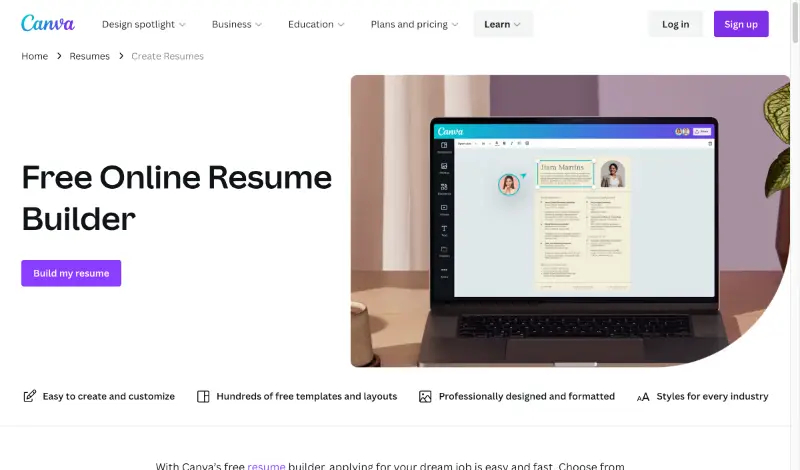 Canva
Design spotlight
Business
Education
Plans and pricing
Learn
Log in
Sign up
Home
Resumes
Create Resumes
Canva
Free Online Resume
Builder
Build my resume
Easy to create and customize
Hundreds of free templates and layouts
Professionally designed and formatted
Styles for every industry
With Canva's free resume builder, applying for your dream job is easy and fast. Choose from